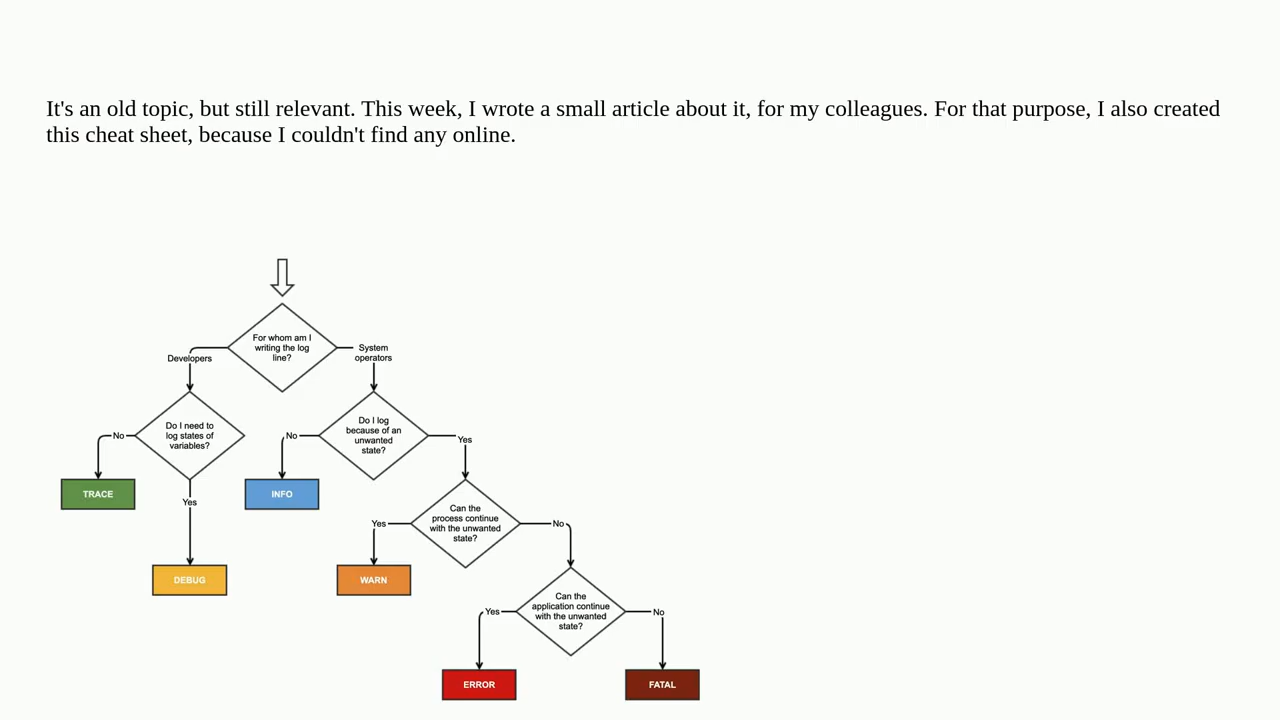 It's an old topic, but still relevant. This week, I wrote a small article about it, for my colleagues. For that purpose, I also created
this cheat sheet, because I couldn't find any online.
For whom am I
writing the log
line?
Developers
System
operators
Do I need to
log states of
variables?
Do I log
because of an
unwanted
state?
No
No
Yes
TRACE
INFO
Yes
Can the
process continue
with the unwanted
state?
Yes
No
DEBUG
WARN
Can the
application continue
with the unwanted
state?
Yes
No
ERROR
FATAL